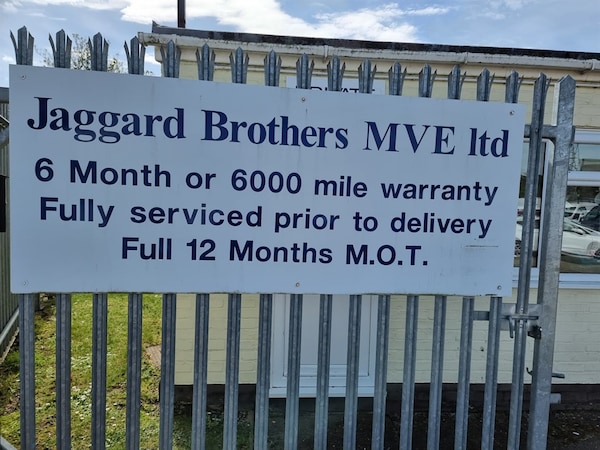 Jaggard Brothers MVE ltd
6 Month or 6000 mile warranty
Fully serviced prior to delivery
Full 12 Months M.O.T.